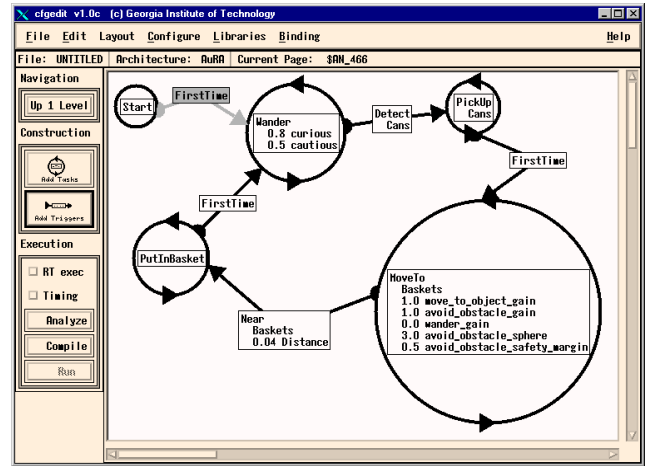 cfgedit v1.0c (c) Georgia Institute of Technology
File Edit Layout Configure Libraries Binding Help
File: UNTITLED Architecture: AuRA Current Page: $AN_466
Navigation
Up 1 Level
Construction
Add Tasks
Add Triggers
Execution
RT exec
Timing
Analyze
Compile
Run
Start
FirstTime
Wander
0.8 curious
0.5 cautious
Detect
Cans
PickUp
Cans
FirstTime
FirstTime
PutInBasket
Near
Baskets
0.04 Distance
MoveTo
Baskets
1.0 move_to_object_gain
1.0 avoid_obstacle_gain
0.0 wander_gain
3.0 avoid_obstacle_sphere
0.5 avoid_obstacle_safety_margin